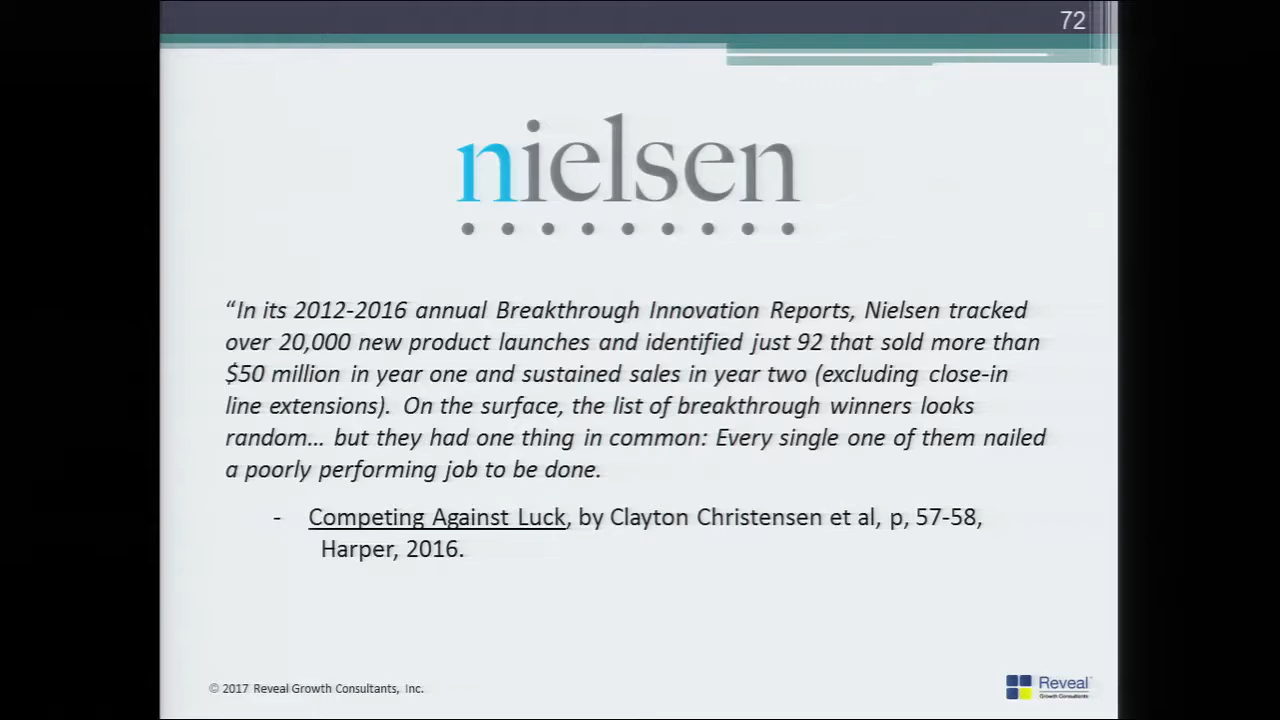 72
nielsen
“In its 2012-2016 annual Breakthrough Innovation Reports, Nielsen tracked
over 20,000 new product launches and identified just 92 that sold more than
$50 million in year one and sustained sales in year two (excluding close-in
line extensions). On the surface, the list of breakthrough winners looks
random... but they had one thing in common: Every single one of them nailed
a poorly performing job to be done.
- Competing Against Luck, by Clayton Christensen et al, p, 57-58,
Harper, 2016.
© 2017 Reveal Growth Consultants, Inc.
Reveal
Growth Consultants